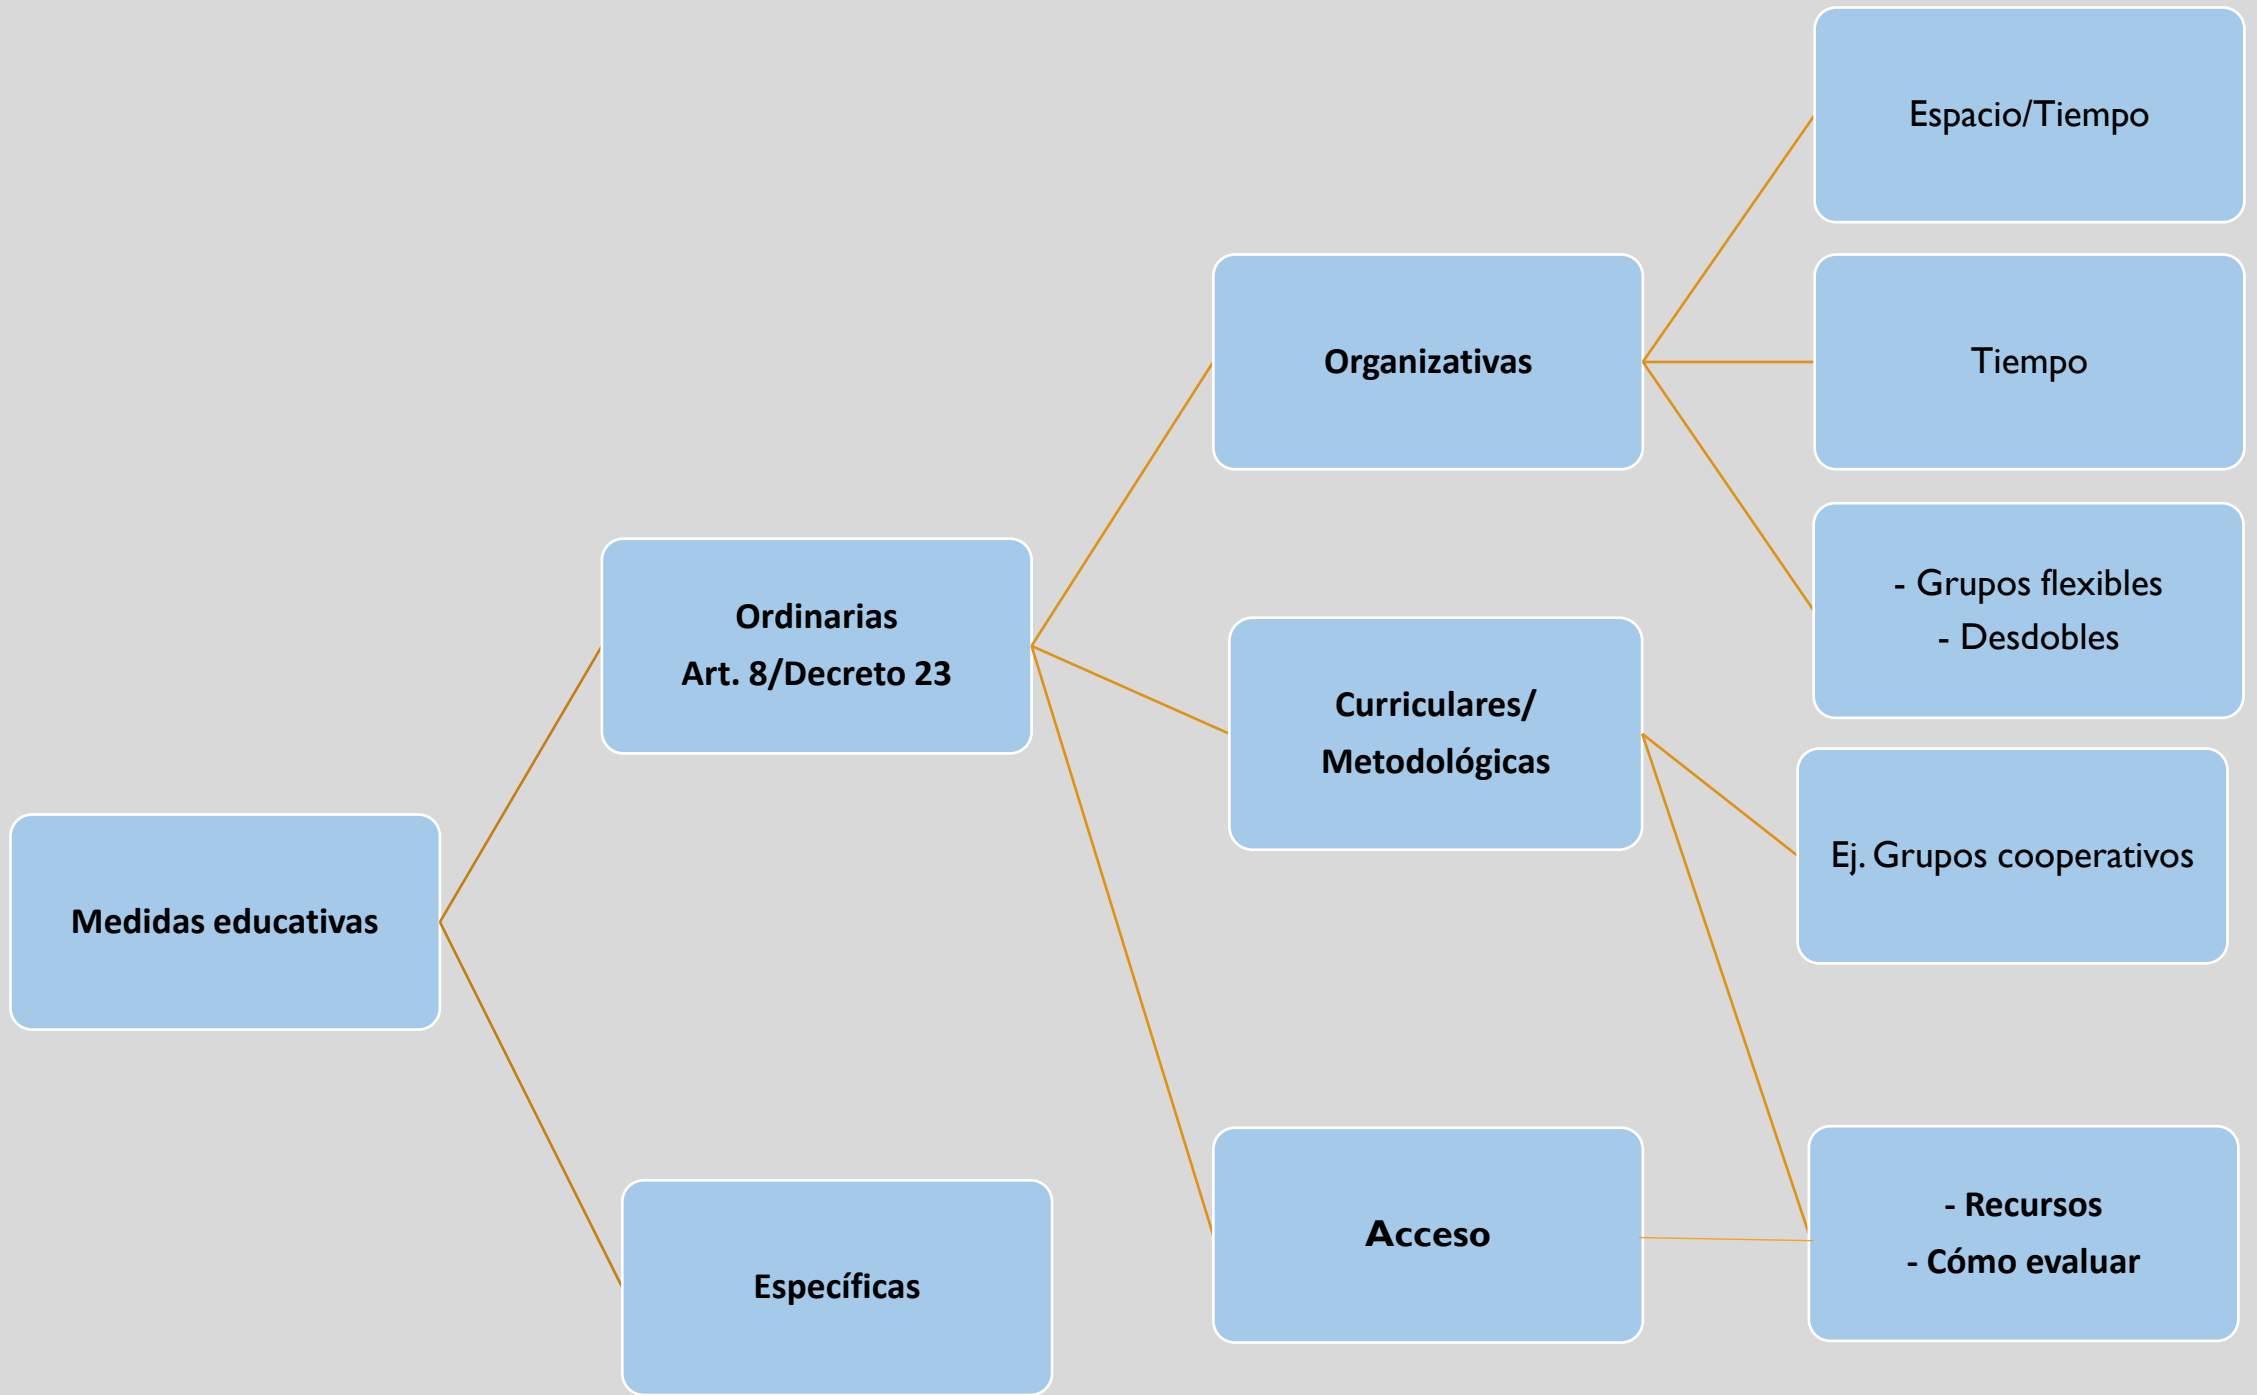 Medidas educativas
Ordinarias
Art. 8/Decreto 23
Específicas
Organizativas
Curriculares/
Metodológicas
Acceso
Espacio/Tiempo
Tiempo
- Grupos flexibles
- Desdobles
Ej. Grupos cooperativos
- Recursos
- Cómo evaluar